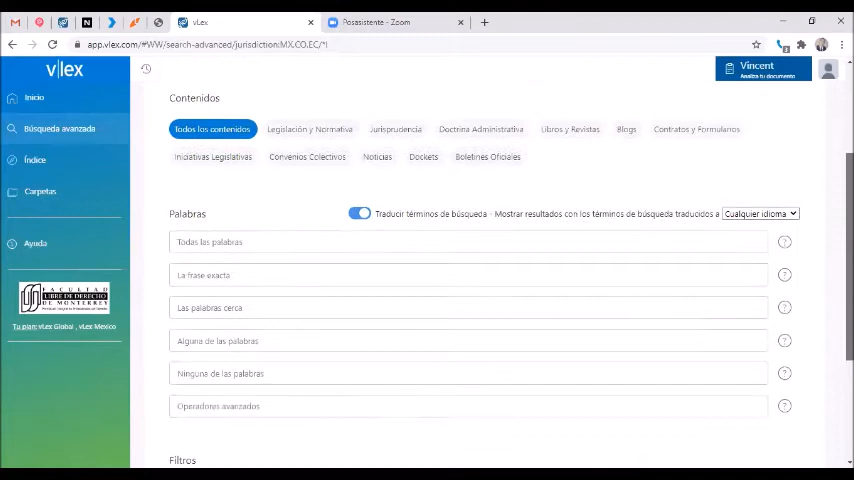 vLex
Posasistente - Zoom
app.vlex.com/#WW/search-advanced/jurisdiction:MX.CO.EC/*I
v|lex
Vincent
Analiza tu documento
Inicio
Búsqueda avanzada
Índice
Carpetas
Ayuda
FACULTAD
LIBRE DE DERECHO
DE MONTERREY
Tu plan: vLex Global , vLex Mexico
Contenidos
Todos los contenidos
Legislación y Normativa
Jurisprudencia
Doctrina Administrativa
Libros y Revistas
Blogs
Contratos y Formularios
Iniciativas Legislativas
Convenios Colectivos
Noticias
Dockets
Boletines Oficiales
Palabras
Traducir términos de búsqueda - Mostrar resultados con los términos de búsqueda traducidos a
Cualquier idioma
Todas las palabras
?
La frase exacta
?
Las palabras cerca
?
Alguna de las palabras
?
Ninguna de las palabras
?
Operadores avanzados
?
Filtros